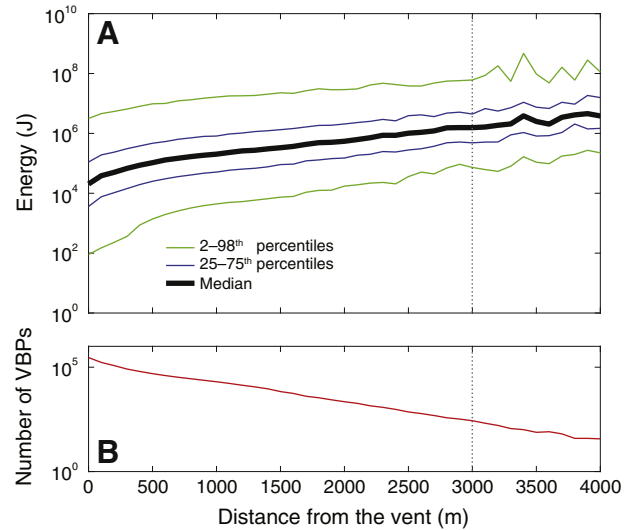 A
Energy (J)
10^10
10^8
10^6
10^4
10^2
10^0
2–98th percentiles
25–75th percentiles
Median
B
Number of VBPs
10^5
10^0
0 500 1000 1500 2000 2500 3000 3500 4000
Distance from the vent (m)